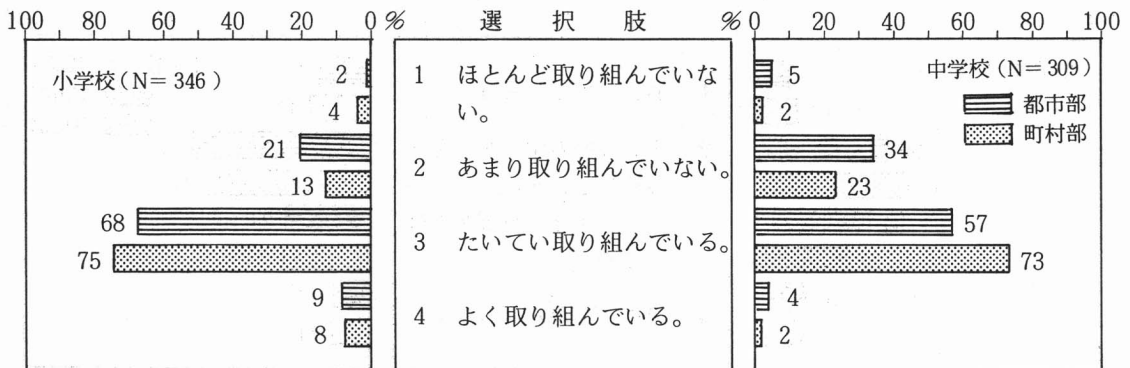 100 80 60 40 20 0 % 選択肢 % 0 20 40 60 80 100
小学校(N=346)
2
4
21
13
68
75
9
8
1 ほとんど取り組んでいな
い。
2 あまり取り組んでいない。
3 たいてい取り組んでいる。
4 よく取り組んでいる。
中学校(N=309)
都市部
町村部
5
2
34
23
57
73
4
2